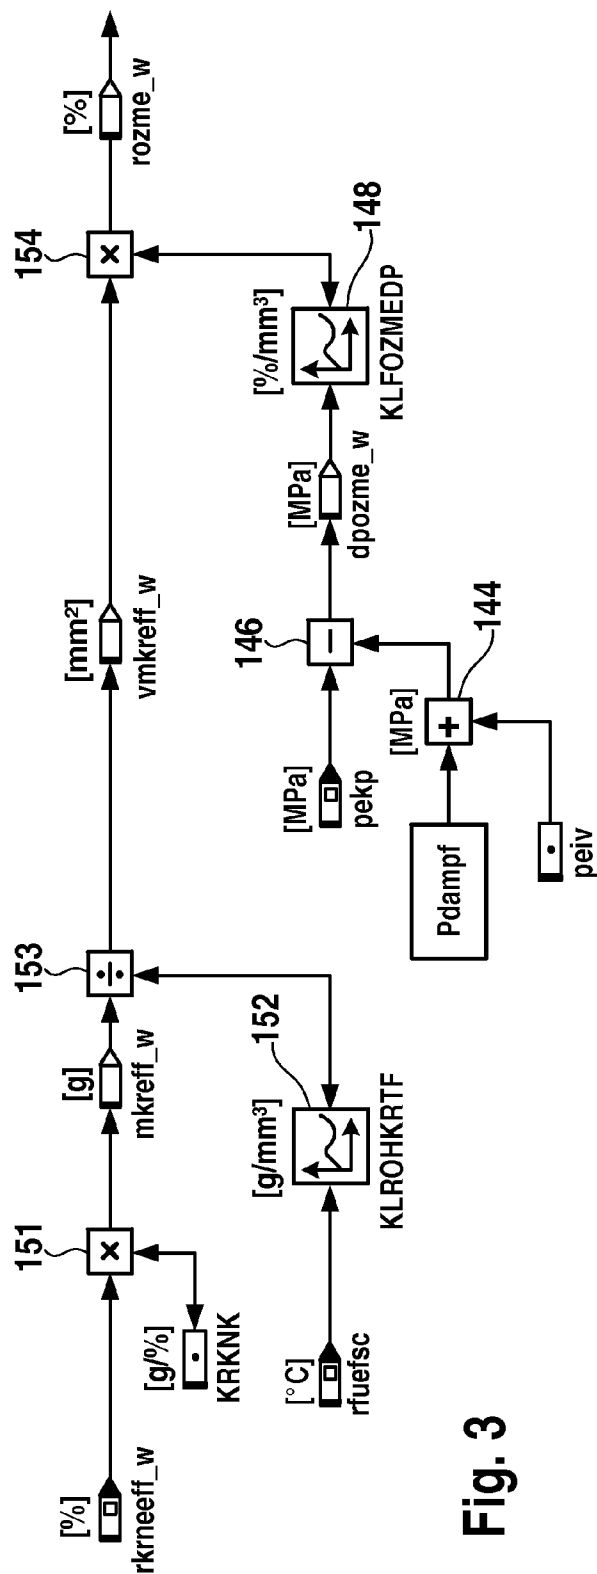 [%]
rkrneeff_w
151
×
[g/%]
KRKNK
[g]
mkreff_w
153
÷
[°C]
rfuefsc
[g/mm³]
152
KLROHKRTF
[mm²]
vmkreff_w
Pdampf
peiv
[MPa]
+
144
[MPa]
pekp
146
−
[MPa]
dpozme_w
[%/mm³]
148
KLFOZMEDP
154
×
[%]
rozme_w
Fig. 3